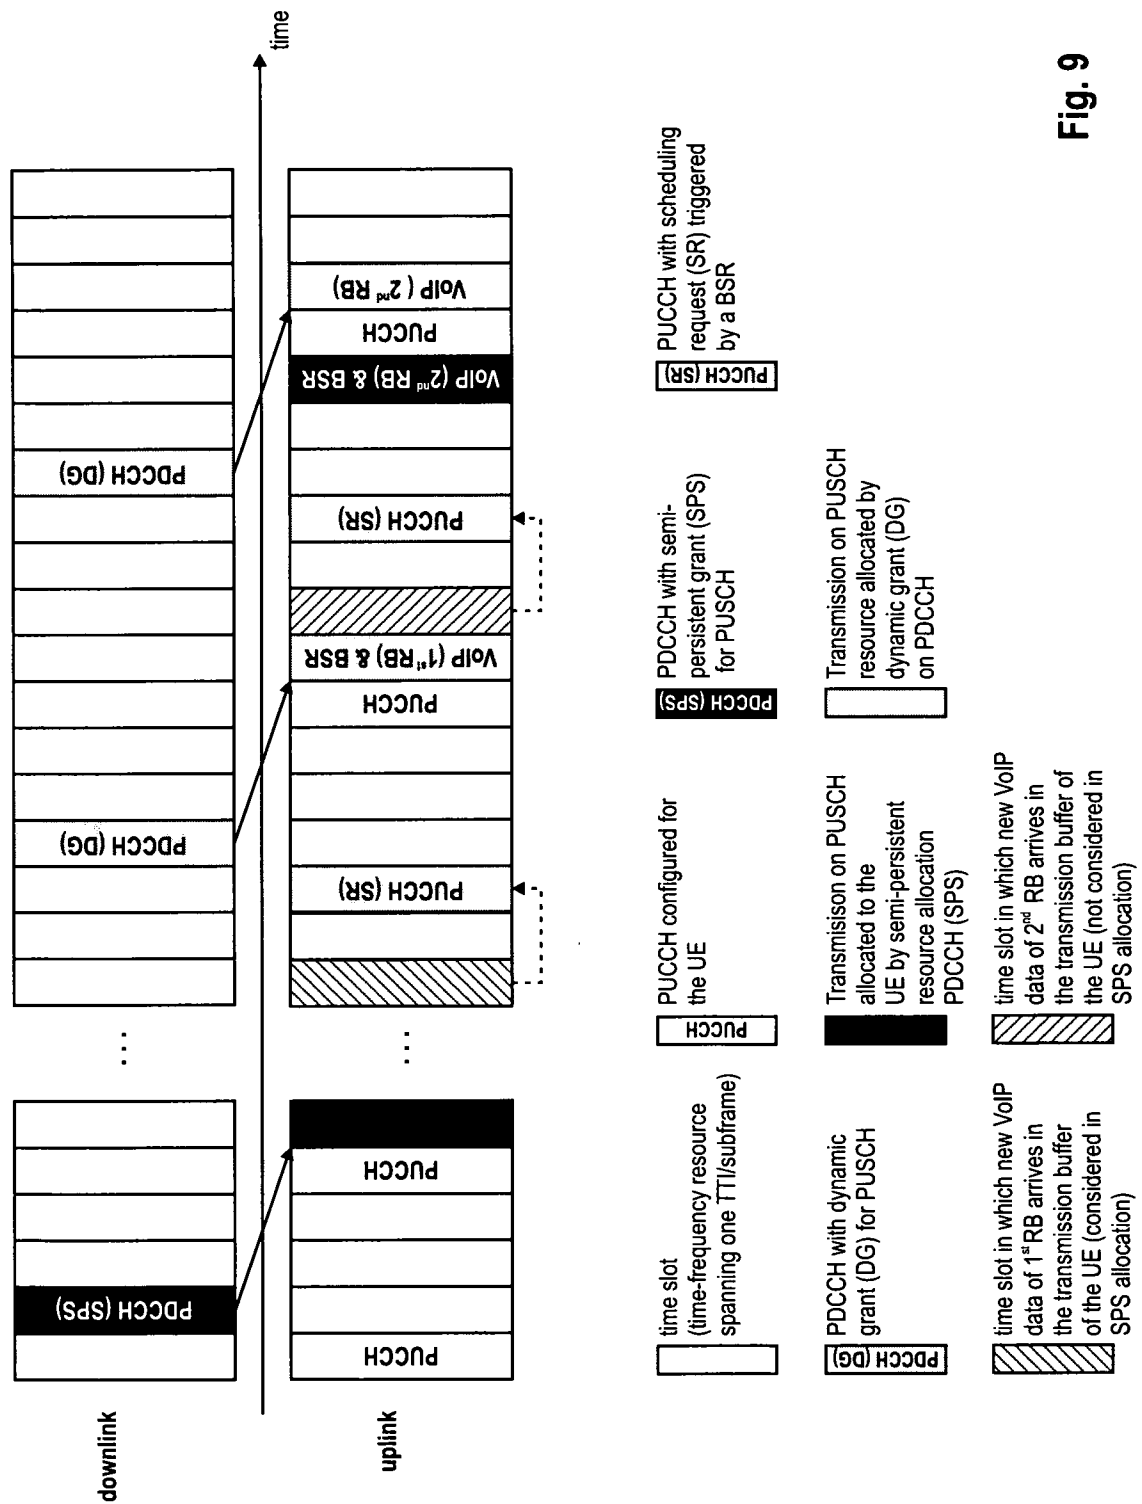 downlink
PDCCH (SPS)
...
PDCCH (DG)
PDCCH (DG)
time
uplink
PUCCH
PUCCH
...
PUCCH (SR)
PUCCH
VoIP (1st RB) & BSR
PUCCH (SR)
VoIP (2nd RB) & BSR
PUCCH
VoIP ( 2nd RB)
time slot
(time-frequency resource
spanning one TTI/subframe)
PUCCH
PUCCH configured for
the UE
PDCCH (SPS)
PDCCH with semi-
persistent grant (SPS)
for PUSCH
PUCCH (SR)
PUCCH with scheduling
request (SR) triggered
by a BSR
PDCCH (DG)
PDCCH with dynamic
grant (DG) for PUSCH
Transmisison on PUSCH
allocated to the
UE by semi-persistent
resource allocation
PDCCH (SPS)
Transmission on PUSCH
resource allocated by
dynamic grant (DG)
on PDCCH
time slot in which new VoIP
data of 1st RB arrives in
the transmission buffer
of the UE (considered in
SPS allocation)
time slot in which new VoIP
data of 2nd RB arrives in
the transmission buffer of
the UE (not considered in
SPS allocation)
Fig. 9